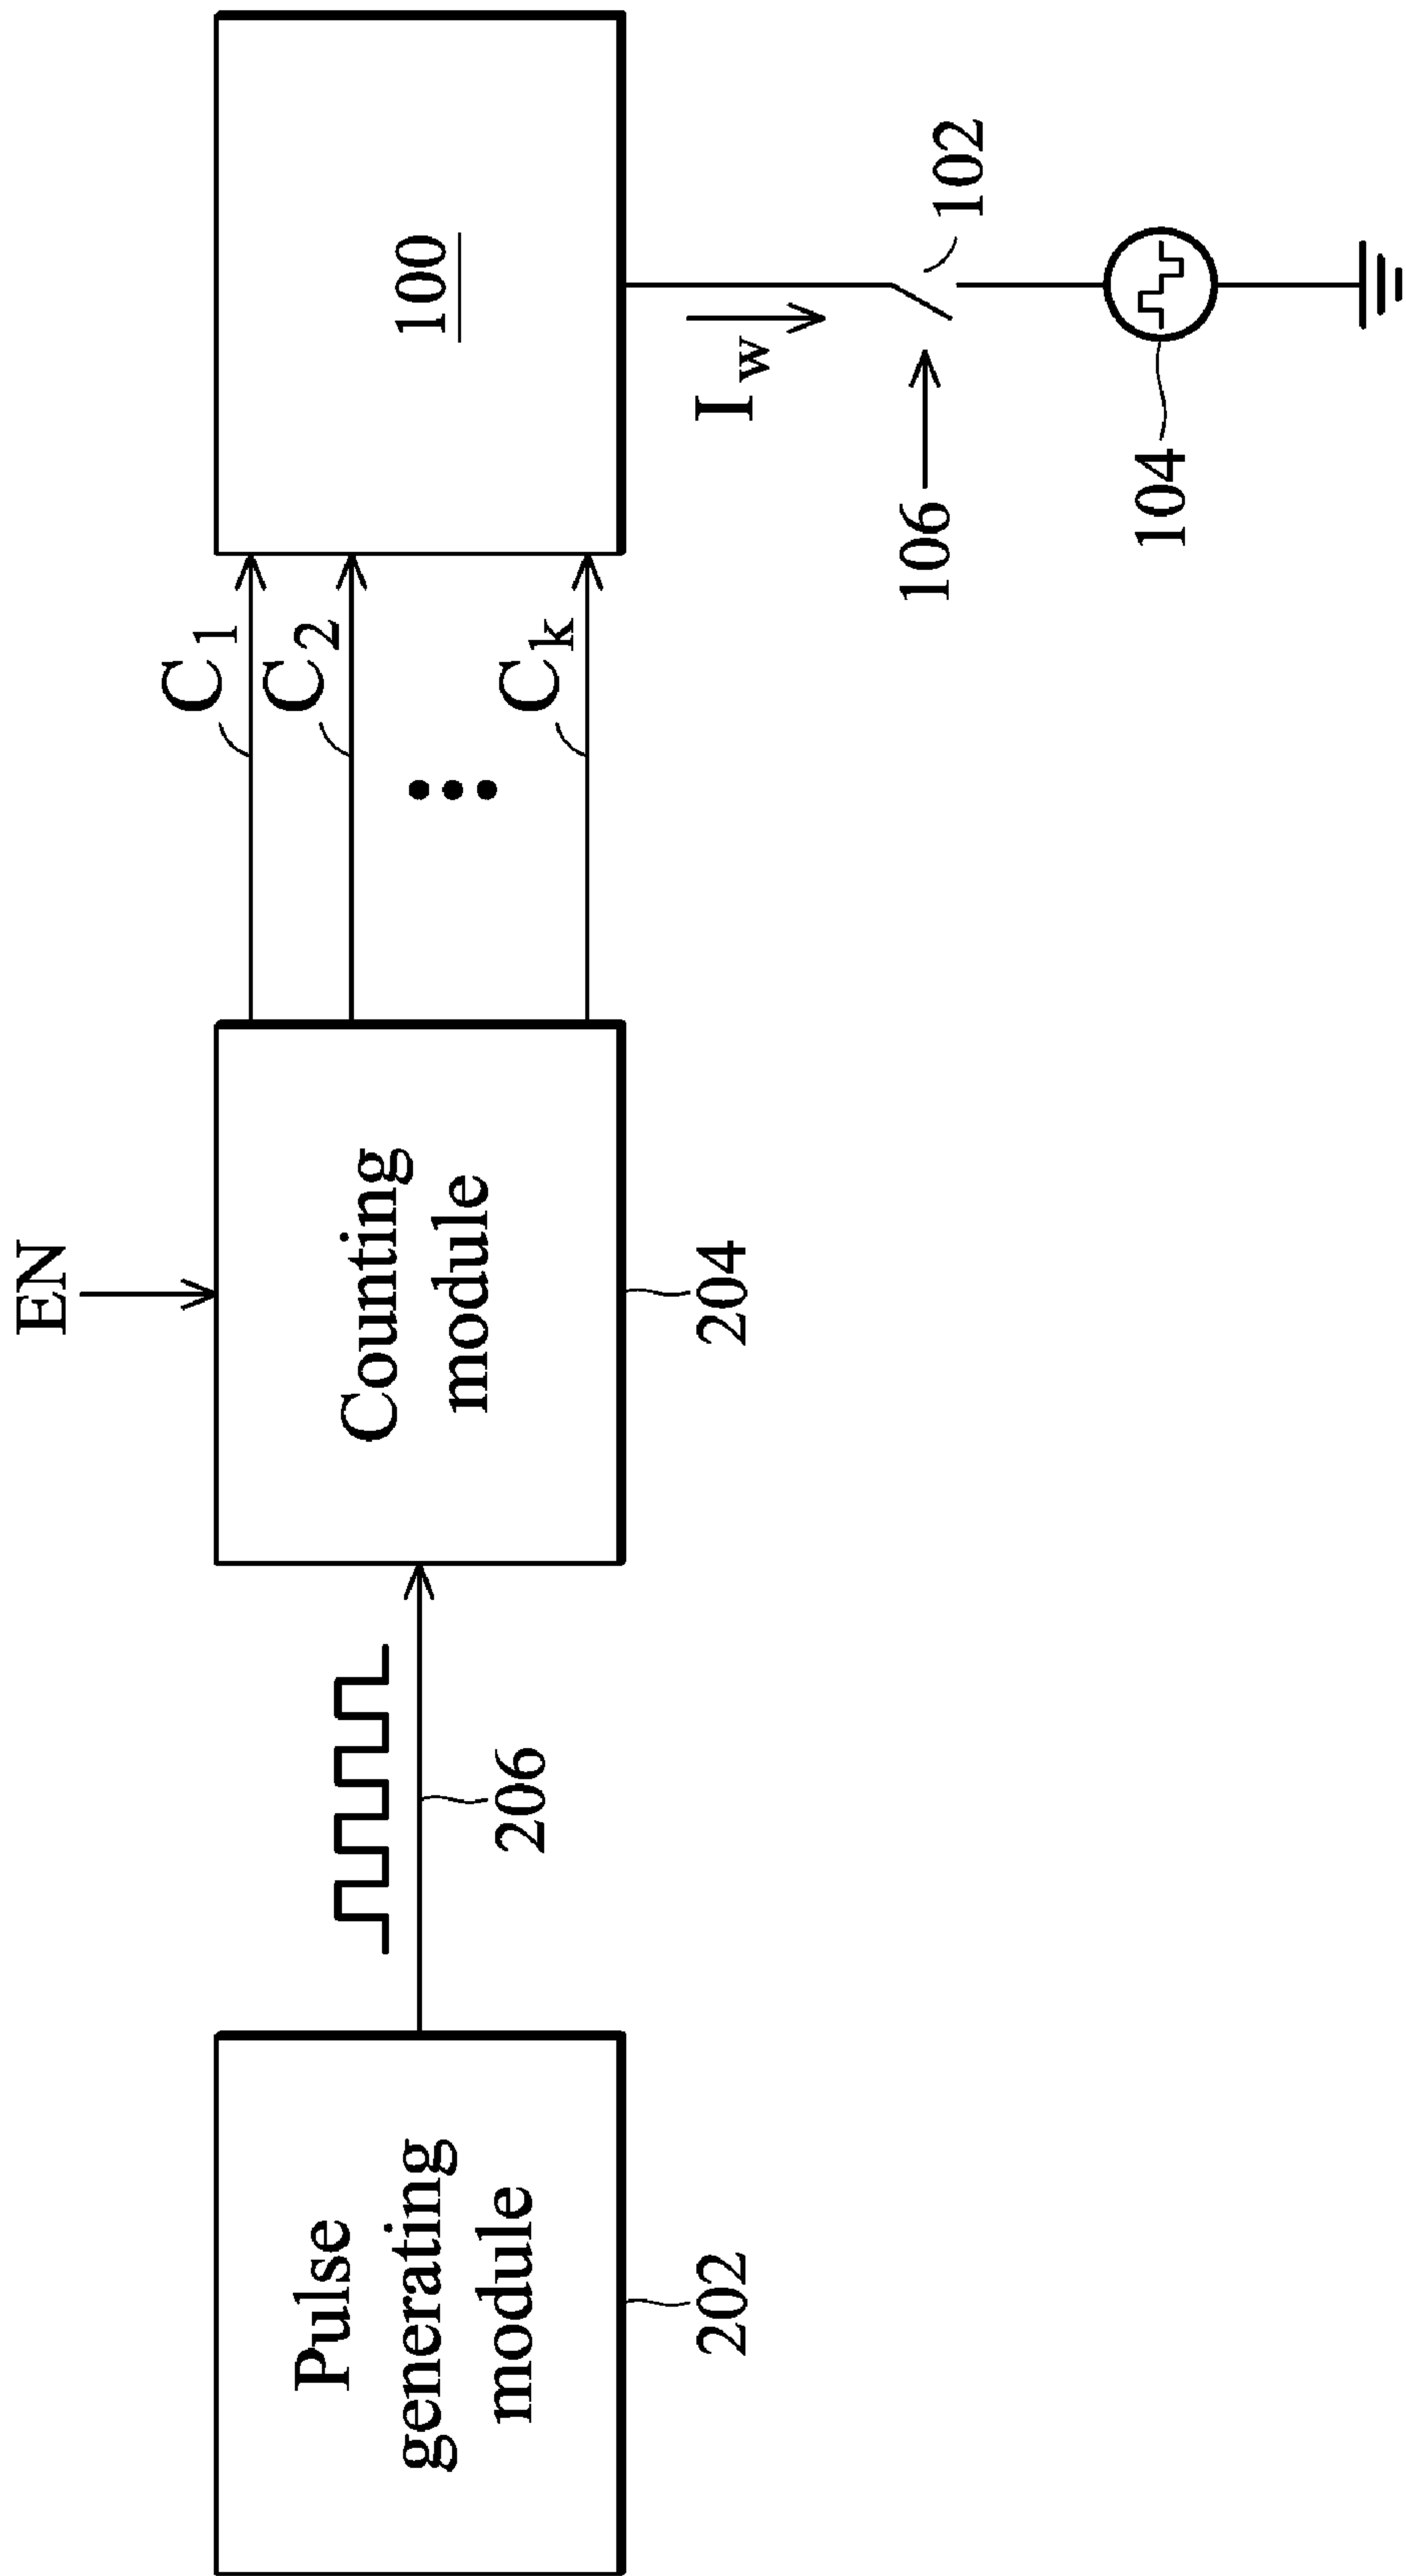 EN
Pulse
generating
module
202
206
Counting
module
204
C1
C2
Ck
100
Iw
106
102
104